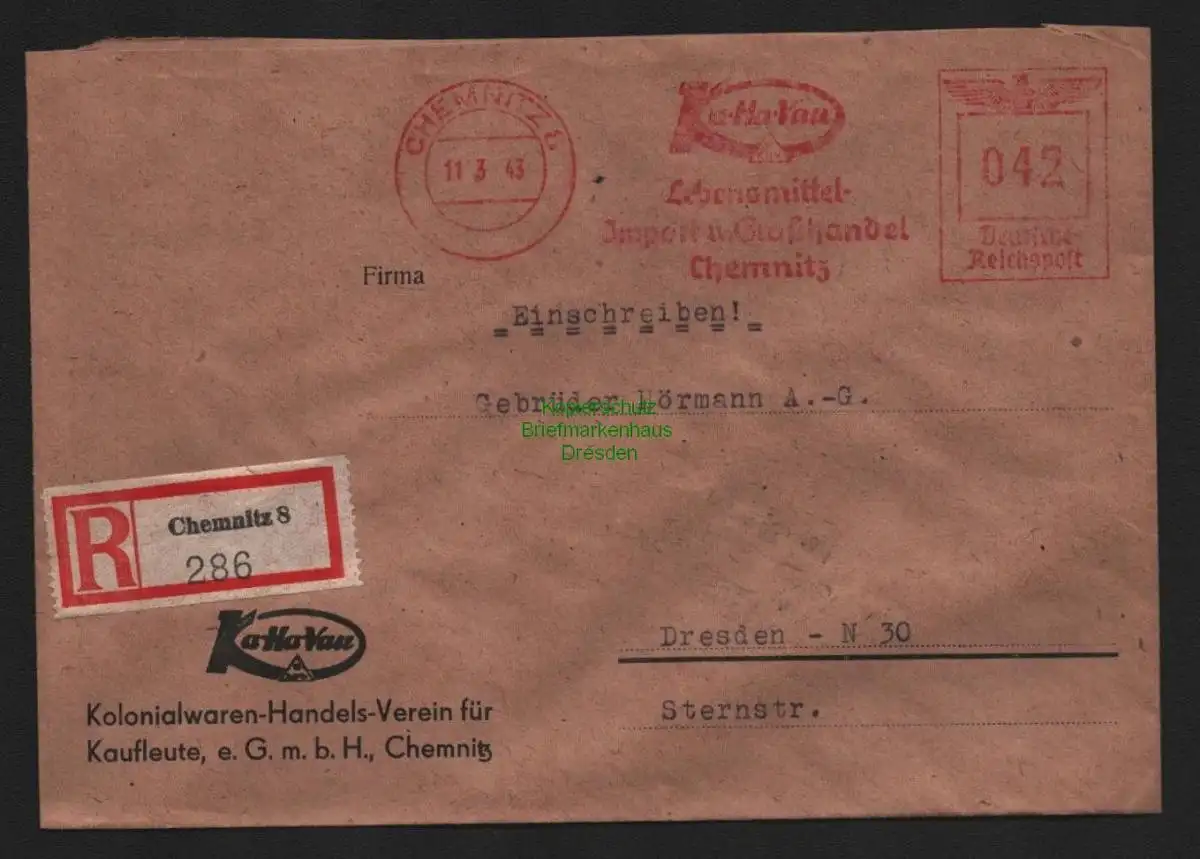 CHEMNITZ 8
11 3 43
Ka-Ha-Vau
Lebensmittel-
Import u. Großhandel
Chemnitz
042
Deutsche
Reichspost
Firma
Einschreiben!
Gebrüder Hörmann A.-G.
Kopierschutz
Briefmarkenhaus
Dresden
R
Chemnitz 8
286
Ka-Ha-Vau
Kolonialwaren-Handels-Verein für
Kaufleute, e. G. m. b. H., Chemnitz
Dresden - N 30
Sternstr.